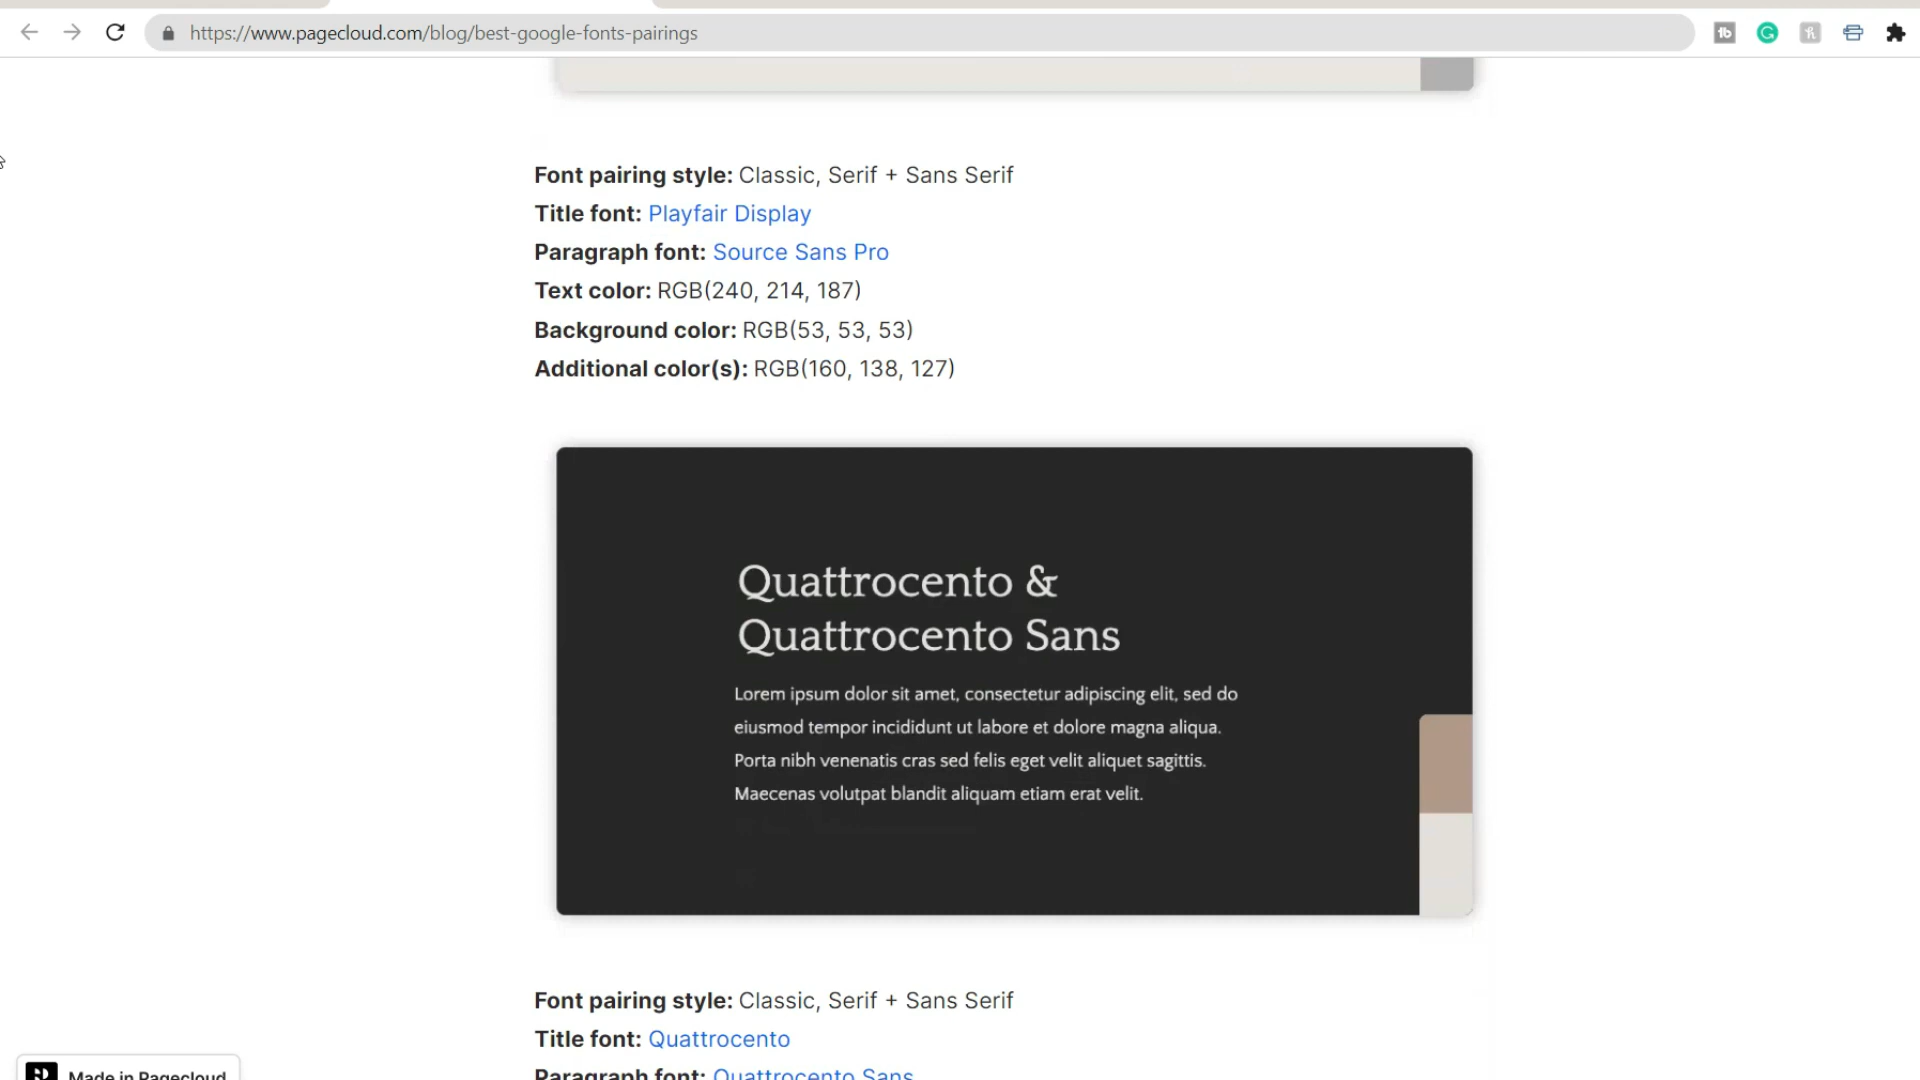 https://www.pagecloud.com/blog/best-google-fonts-pairings
Font pairing style: Classic, Serif + Sans Serif
Title font: Playfair Display
Paragraph font: Source Sans Pro
Text color: RGB(240, 214, 187)
Background color: RGB(53, 53, 53)
Additional color(s): RGB(160, 138, 127)
Quattrocento &
Quattrocento Sans
Lorem ipsum dolor sit amet, consectetur adipiscing elit, sed do
eiusmod tempor incididunt ut labore et dolore magna aliqua.
Porta nibh venenatis cras sed felis eget velit aliquet sagittis.
Maecenas volutpat blandit aliquam etiam erat velit.
Font pairing style: Classic, Serif + Sans Serif
Title font: Quattrocento
Paragraph font: Quattrocento Sans
Made in Pagecloud